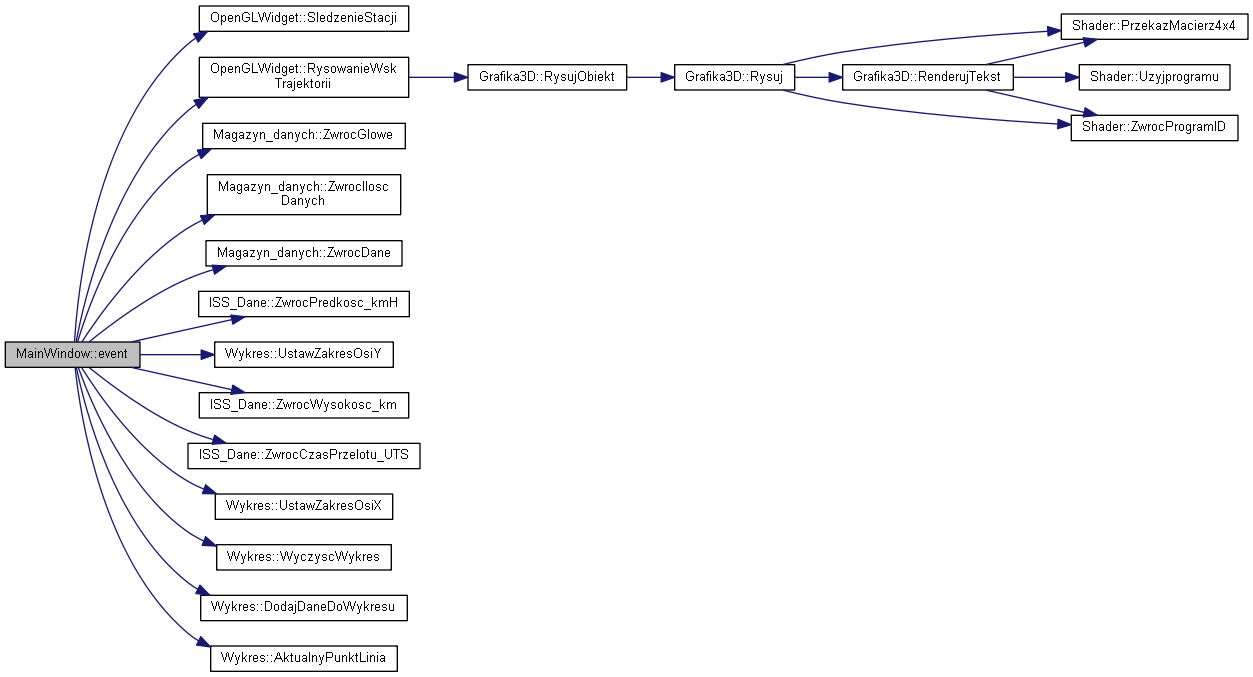 OpenGLWidget::SledzenieStacji
OpenGLWidget::RysowanieWsk
Trajektorii
Grafika3D::RysujObiekt
Grafika3D::Rysuj
Grafika3D::RenderujTekst
Shader::PrzekazMacierz4x4
Shader::Uzyjprogramu
Shader::ZwrocProgramID
Magazyn_danych::ZwrocGlowe
Magazyn_danych::ZwrocIlosc
Danych
Magazyn_danych::ZwrocDane
ISS_Dane::ZwrocPredkosc_kmH
MainWindow::event
Wykres::UstawZakresOsiY
ISS_Dane::ZwrocWysokosc_km
ISS_Dane::ZwrocCzasPrzelotu_UTS
Wykres::UstawZakresOsiX
Wykres::WyczyscWykres
Wykres::DodajDaneDoWykresu
Wykres::AktualnyPunktLinia